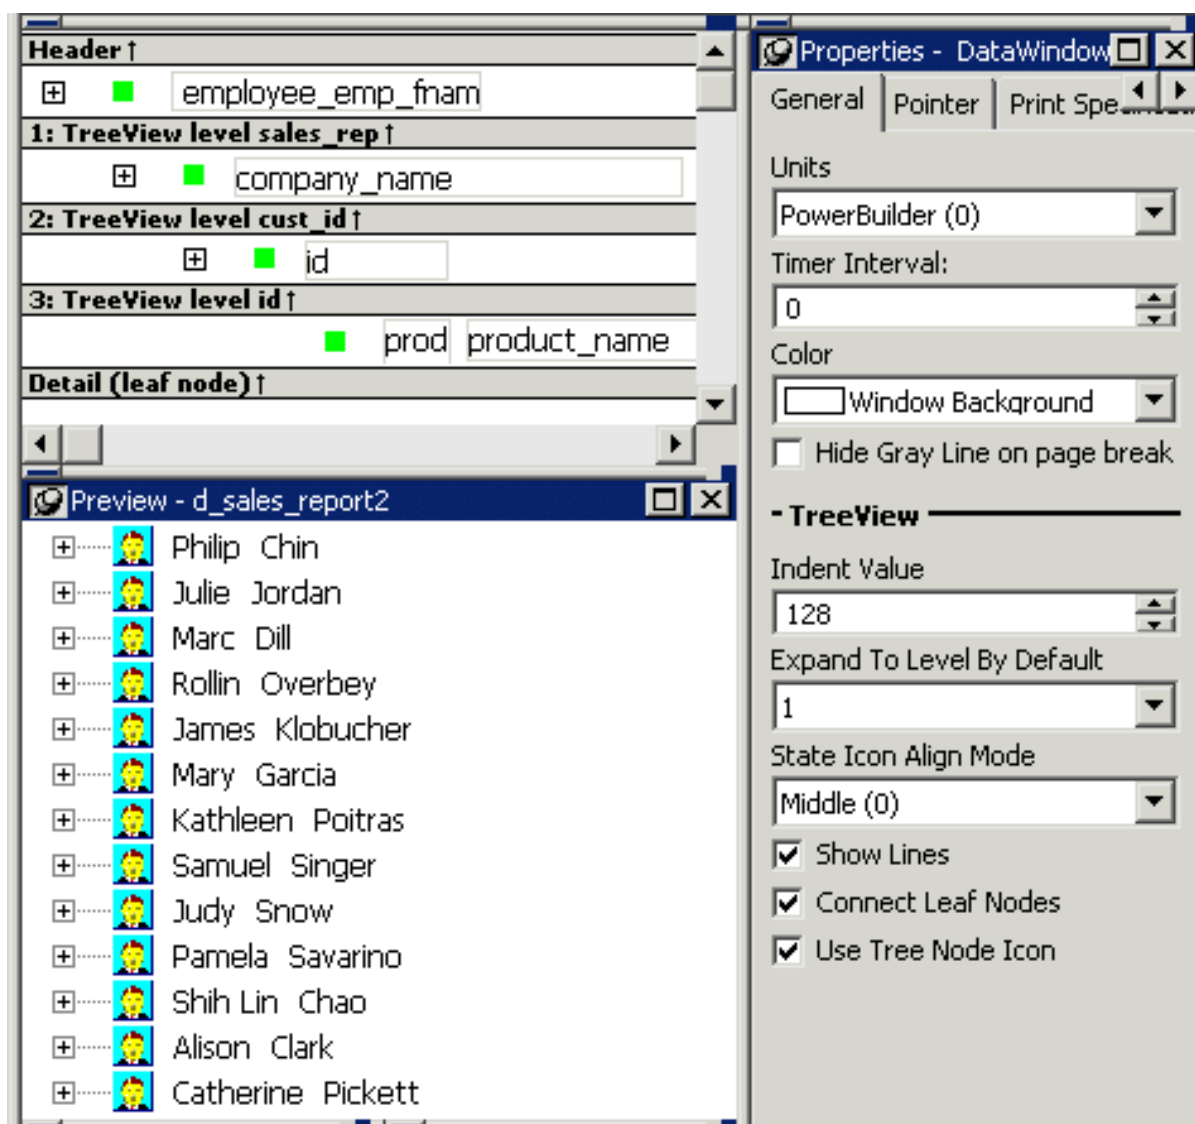 Header ↑
employee_emp_fnam
1: TreeView level sales_rep ↑
company_name
2: TreeView level cust_id ↑
id
3: TreeView level id ↑
prod product_name
Detail (leaf node) ↑
Preview - d_sales_report2
Philip Chin
Julie Jordan
Marc Dill
Rollin Overbey
James Klobucher
Mary Garcia
Kathleen Poitras
Samuel Singer
Judy Snow
Pamela Savarino
Shih Lin Chao
Alison Clark
Catherine Pickett
Properties - DataWindow
General Pointer Print Spe
Units
PowerBuilder (0)
Timer Interval:
0
Color
Window Background
Hide Gray Line on page break
- TreeView
Indent Value
128
Expand To Level By Default
1
State Icon Align Mode
Middle (0)
Show Lines
Connect Leaf Nodes
Use Tree Node Icon